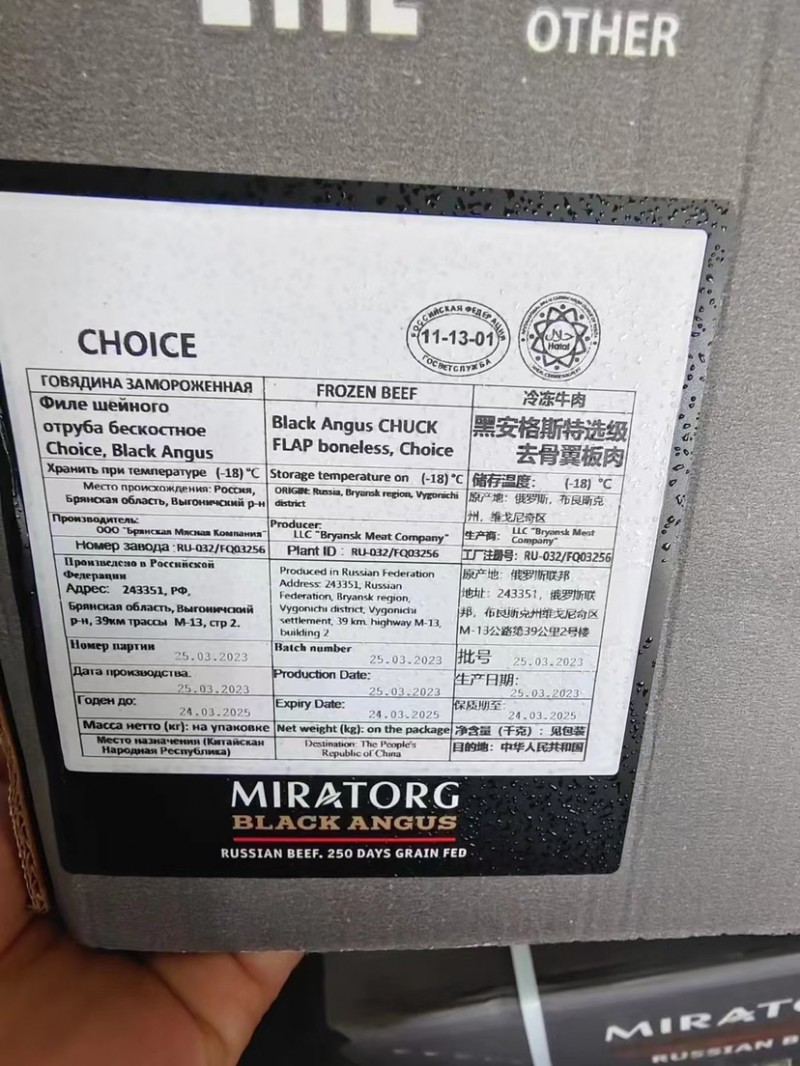 OTHER
CHOICE
РОССИЙСКАЯ ФЕДЕРАЦИЯ
11-13-01
ГОСВЕТСЛУЖБА
حلال
Halal
ГОВЯДИНА ЗАМОРОЖЕННАЯ
FROZEN BEEF
冷冻牛肉
Филе шейного
отруба бескостное
Choice, Black Angus
Black Angus CHUCK
FLAP boneless, Choice
黑安格斯特选级
去骨翼板肉
Хранить при температуре (-18) °C
Storage temperature on (-18) °C
储存温度： (-18) °C
Место происхождения: Россия,
Брянская область, Выгоничский р-н
ORIGIN: Russia, Bryansk region, Vygonichi
district
原产地：俄罗斯，布良斯克
州，维戈尼奇区
Производитель:
ООО "Брянская Мясная Компания"
Producer:
LLC "Bryansk Meat Company"
生产商： LLC "Bryansk Meat
Company"
Номер завода :RU-032/FQ03256
Plant ID : RU-032/FQ03256
工厂注册号：RU-032/FQ03256
Произведено в Российской
Федерации
Адрес: 243351, РФ,
Брянская область, Выгоничский
р-н, 39км трассы М-13, стр 2.
Produced in Russian Federation
Address: 243351, Russian
Federation, Bryansk region,
Vygonichi district, Vygonichi
settlement, 39 km. highway M-13,
building 2
原产地：俄罗斯联邦
地址：243351，俄罗斯联
邦，布良斯克州维戈尼奇区
M-13公路第39公里2号楼
Номер партии
25.03.2023
Batch number
25.03.2023
批号 25.03.2023
Дата производства:
25.03.2023
Production Date:
25.03.2023
生产日期：
25.03.2023
Годен до:
24.03.2025
Expiry Date:
24.03.2025
保质期至：
24.03.2025
Масса нетто (кг): на упаковке
Net weight (kg): on the package
净含量（千克）：见包装
Место назначения (Китайская
Народная Республика)
Destination: The People's
Republic of China
目的地：中华人民共和国
MIRATORG
BLACK ANGUS
RUSSIAN BEEF. 250 DAYS GRAIN FED
MIRATO
RUSSIAN B